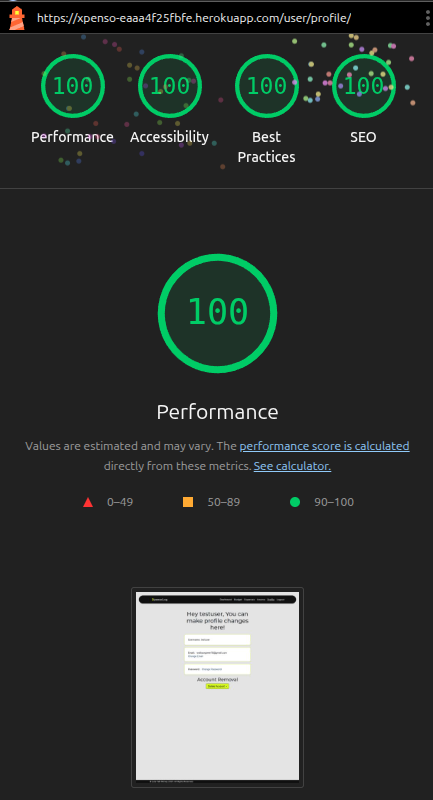 https://xpenso-eaaa4f25fbfe.herokuapp.com/user/profile/
100 100 100 100
Performance Accessibility Best Practices SEO
100
Performance
Values are estimated and may vary. The performance score is calculated
directly from these metrics. See calculator.
0–49 50–89 90–100
Hey testuser, You can
make profile changes
here!
Account Removal